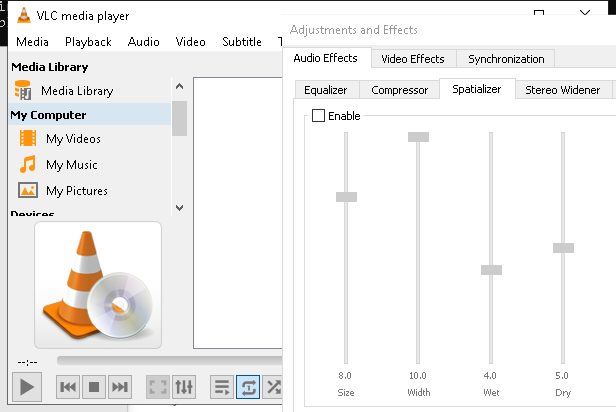 VLC media player
Media Playback Audio Video Subtitle T
Media Library
Media Library
My Computer
My Videos
My Music
My Pictures
Devices
--:--
Adjustments and Effects
Audio Effects Video Effects Synchronization
Equalizer Compressor Spatializer Stereo Widener
Enable
8.0 10.0 4.0 5.0
Size Width Wet Dry